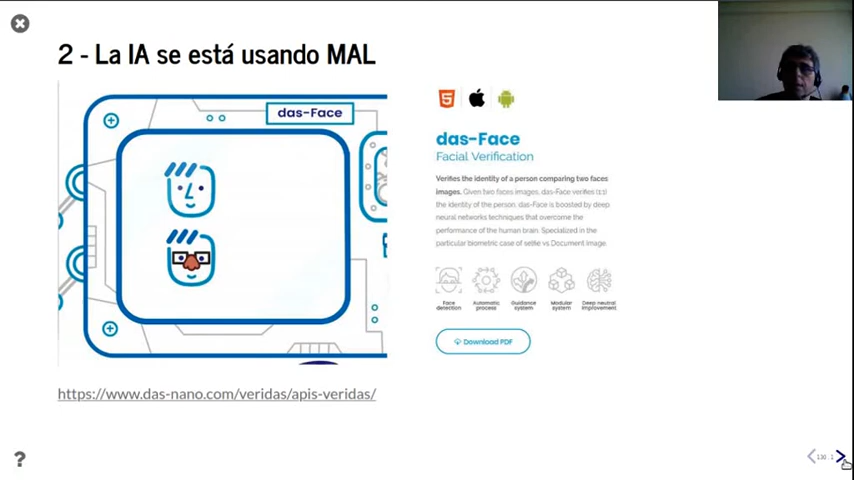 2 - La IA se está usando MAL
das-Face
das-Face
Facial Verification
Verifies the identity of a person comparing two faces
images. Given two faces images, das-Face verifies (1:1)
the identity of the person. das-Face is boosted by deep
neural networks techniques that overcome the
performance of the human brain. Specialized in the
particular biometric case of selfie vs Document Image.
Face
detection
Automatic
process
Guidance
system
Modular
system
Deep neutral
improvement
Download PDF
https://www.das-nano.com/veridas/apis-veridas/
?